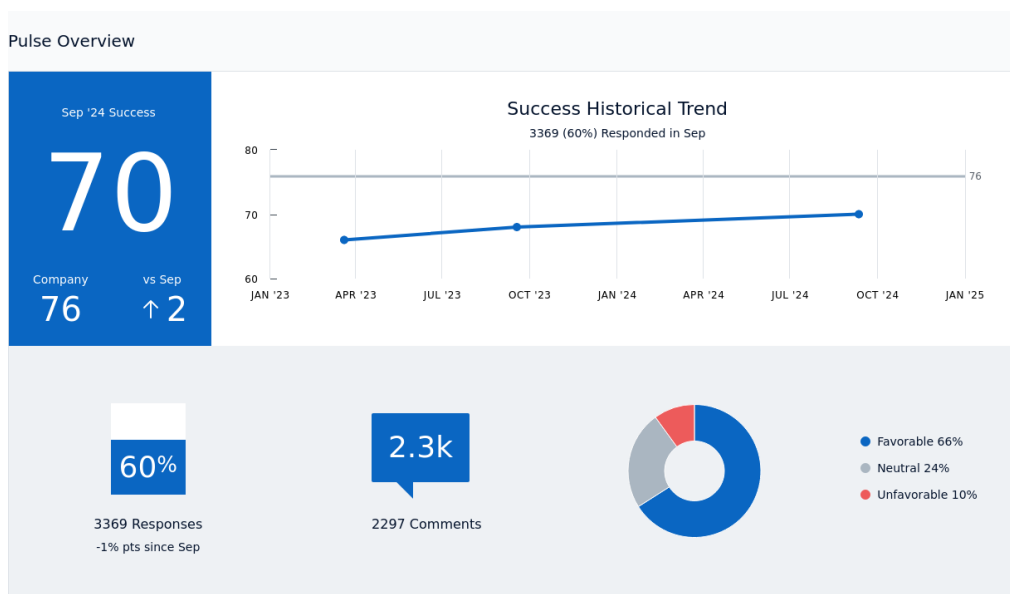 Pulse Overview
Sep '24 Success
70
Company
76
vs Sep
↑ 2
Success Historical Trend
3369 (60%) Responded in Sep
80
70
60
76
JAN '23
APR '23
JUL '23
OCT '23
JAN '24
APR '24
JUL '24
OCT '24
JAN '25
60%
3369 Responses
-1% pts since Sep
2.3k
2297 Comments
Favorable 66%
Neutral 24%
Unfavorable 10%